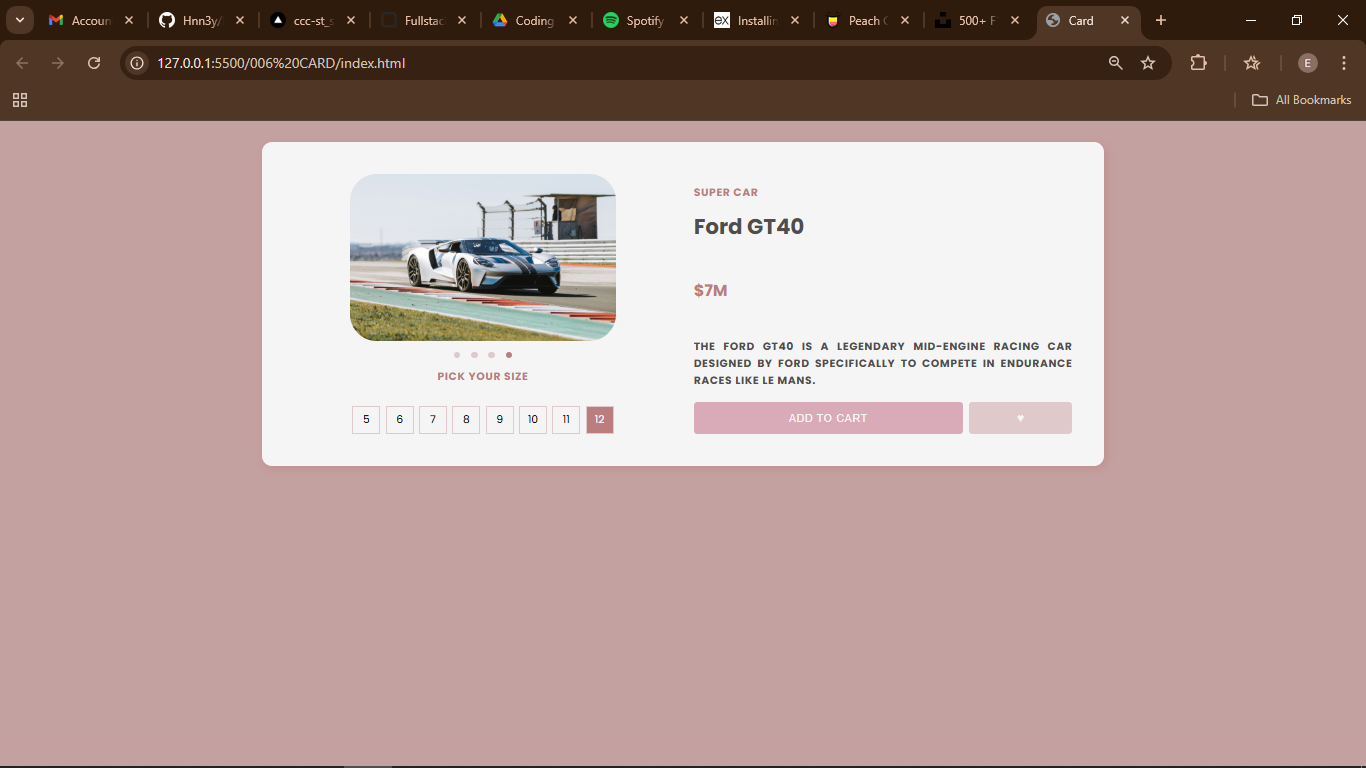 Accoun
Hnn3y/
ccc-st_s
Fullstac
Coding
Spotify
Installin
Peach C
500+ F
Card
127.0.0.1:5500/006%20CARD/index.html
E
All Bookmarks
SUPER CAR
Ford GT40
$7M
THE FORD GT40 IS A LEGENDARY MID-ENGINE RACING CAR
DESIGNED BY FORD SPECIFICALLY TO COMPETE IN ENDURANCE
RACES LIKE LE MANS.
PICK YOUR SIZE
5 6 7 8 9 10 11 12
ADD TO CART
♥